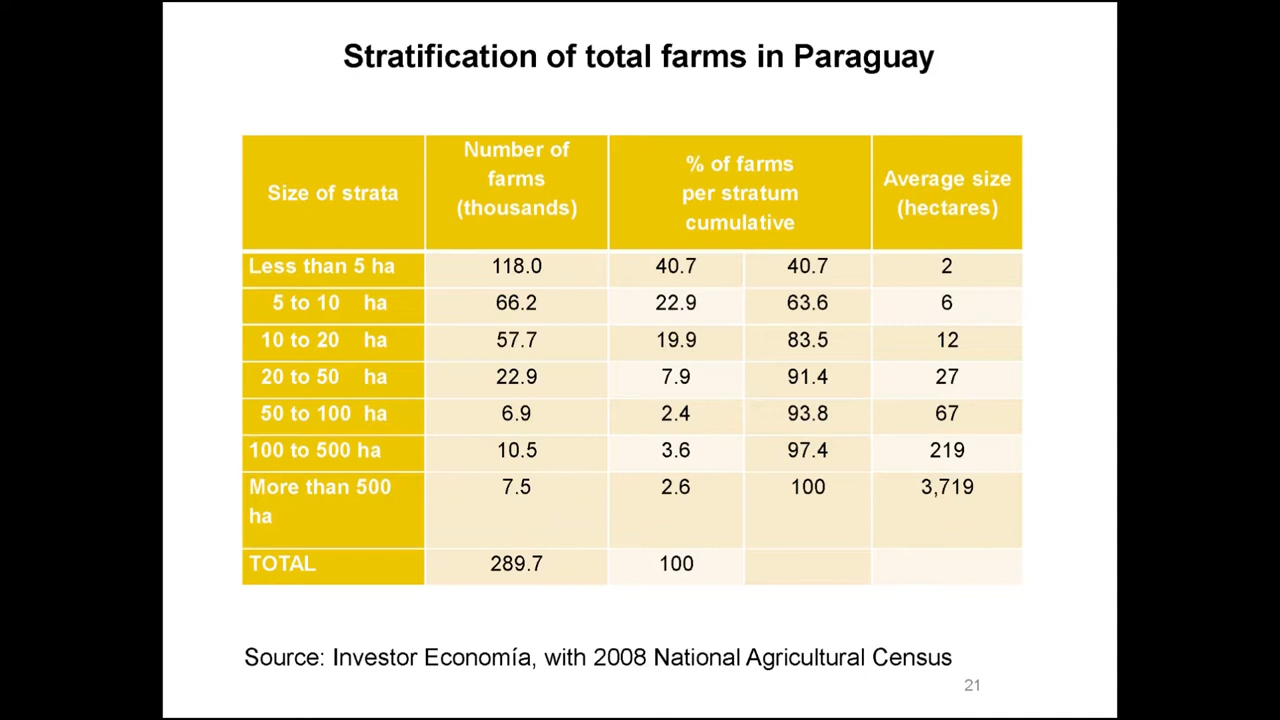 Stratification of total farms in Paraguay
Size of strata
Number of
farms
(thousands)
% of farms
per stratum
cumulative
Average size
(hectares)
Less than 5 ha 118.0 40.7 40.7 2
5 to 10 ha 66.2 22.9 63.6 6
10 to 20 ha 57.7 19.9 83.5 12
20 to 50 ha 22.9 7.9 91.4 27
50 to 100 ha 6.9 2.4 93.8 67
100 to 500 ha 10.5 3.6 97.4 219
More than 500 7.5 2.6 100 3,719
ha
TOTAL 289.7 100
Source: Investor Economía, with 2008 National Agricultural Census
21